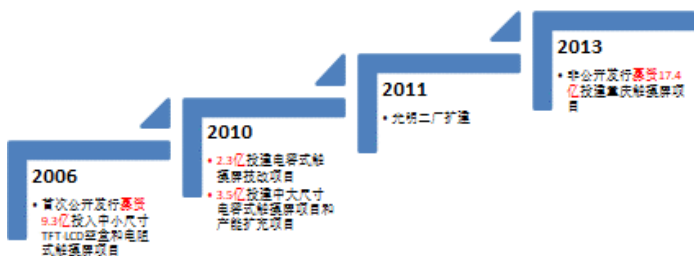 2006
• 首次公开发行募资
9.3亿投入中小尺寸
TFT-LCD空盒和电阻
式触摸屏项目
2010
• 2.3亿投建电容式触
摸屏技改项目
• 3.5亿投建中大尺寸
电容式触摸屏项目和
产能扩充项目
2011
• 光明二厂扩建
2013
• 非公开发行募资17.4
亿投建重庆触摸屏项
目